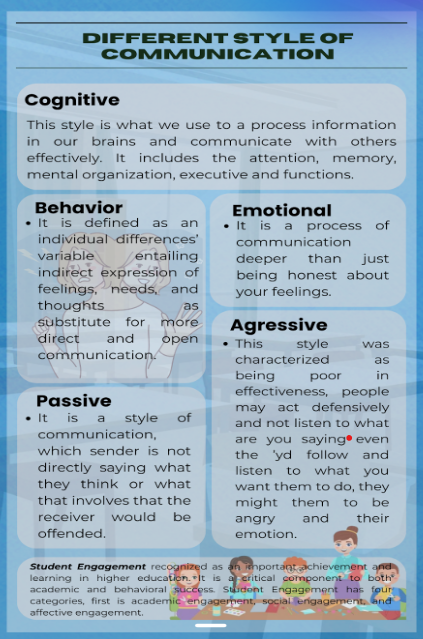 DIFFERENT STYLE OF
COMMUNICATION
Cognitive
This style is what we use to a process information
in our brains and communicate with others
effectively. It includes the attention, memory,
mental organization, executive and functions.
Behavior
• It is defined as an
individual differences'
variable entailing
indirect expression of
feelings, needs, and
thoughts as
substitute for more
direct and open
communication.
Emotional
• It is a process of
communication
deeper than just
being honest about
your feelings.
Agressive
• This style was
characterized as
being poor in
effectiveness, people
may act defensively
and not listen to what
are you saying even
the 'yd follow and
listen to what you
want them to do, they
might them to be
angry and their
emotion.
Passive
• It is a style of
communication,
which sender is not
directly saying what
they think or what
that involves that the
receiver would be
offended.
Student Engagement recognized as an important achievement and
learning in higher education. It is a critical component to both
academic and behavioral success. Student Engagement has four
categories, first is academic engagement, social engagement, and
affective engagement.